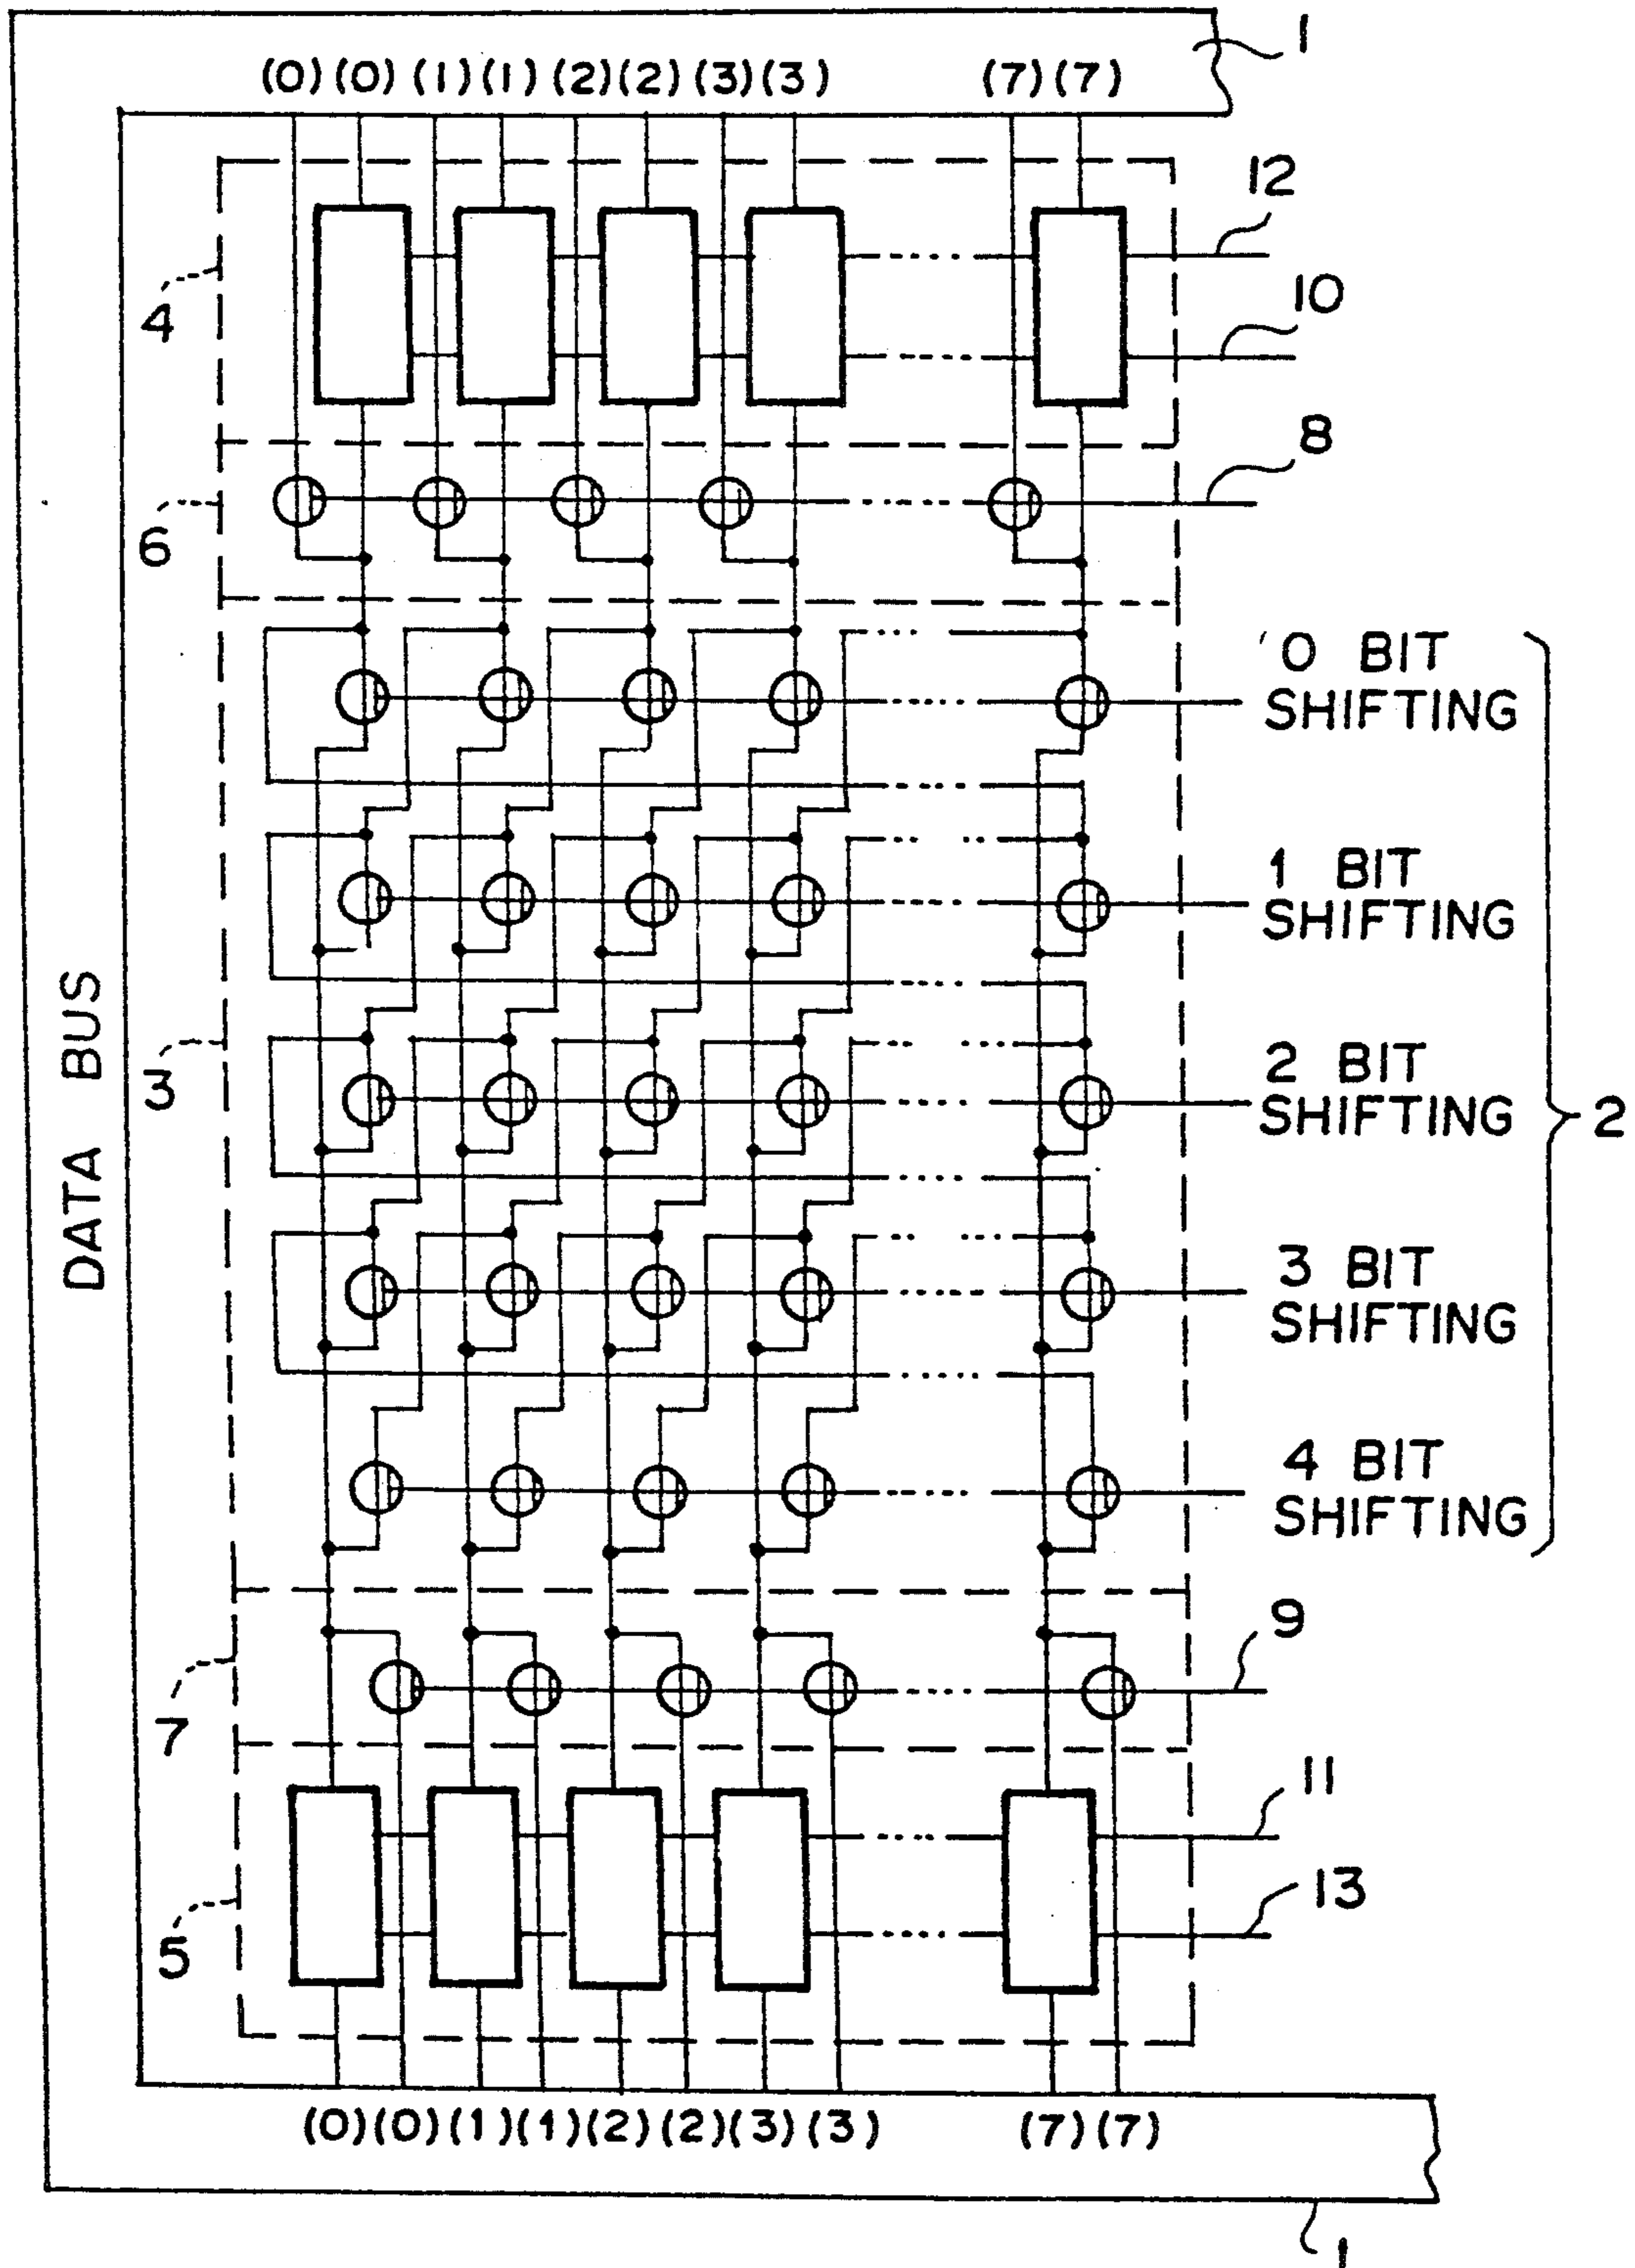 1
(0) (0) (1) (1) (2) (2) (3) (3) (7) (7)
12
4
10
8
6
0 BIT
SHIFTING
1 BIT
SHIFTING
DATA BUS
3
2 BIT
SHIFTING
2
3 BIT
SHIFTING
4 BIT
SHIFTING
9
7
11
13
5
(0) (0) (1) (1) (2) (2) (3) (3) (7) (7)
1